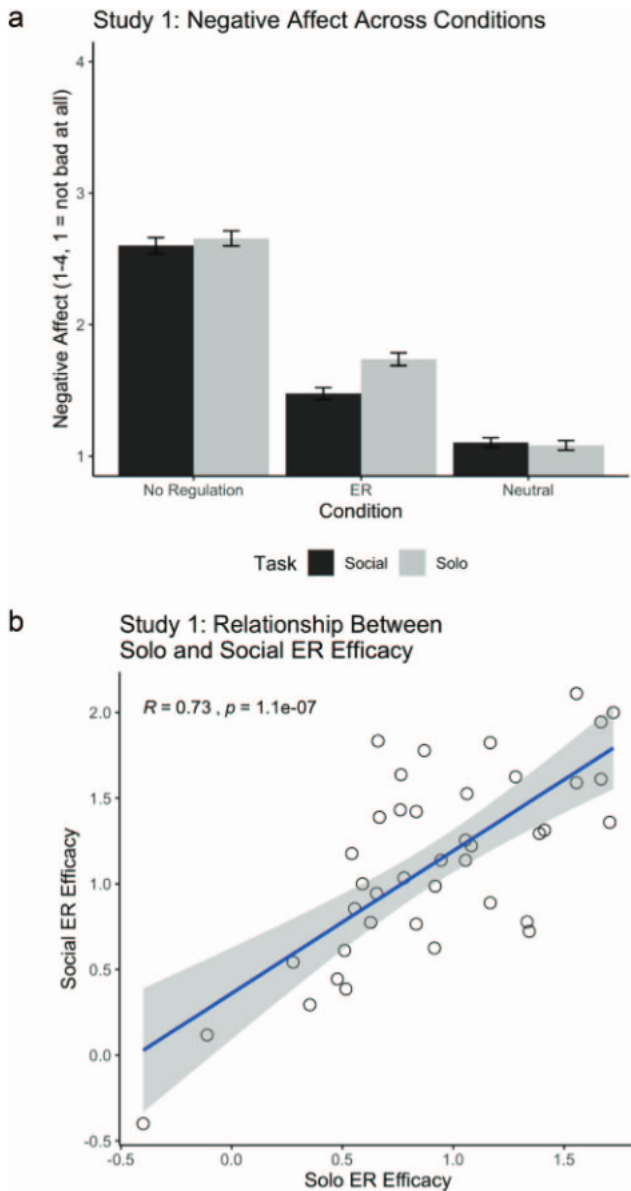 a
Study 1: Negative Affect Across Conditions
Negative Affect (1-4, 1 = not bad at all)
4
3
2
1
No Regulation ER Neutral
Condition
Task Social Solo
b
Study 1: Relationship Between
Solo and Social ER Efficacy
R = 0.73 , p = 1.1e-07
Social ER Efficacy
2.0
1.5
1.0
0.5
0.0
-0.5
-0.5 0.0 0.5 1.0 1.5
Solo ER Efficacy